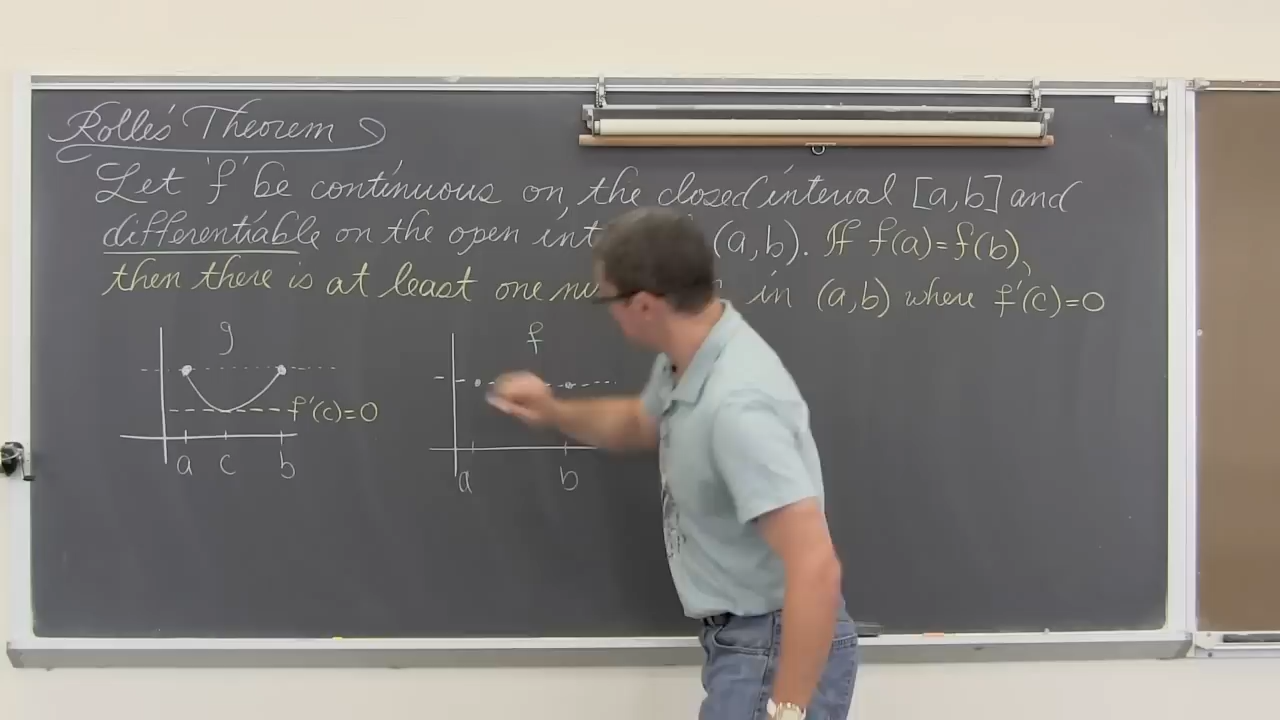 Rolle's Theorem
Let 'f' be continuous on, the closed interval [a,b] and
differentiable on the open int (a,b). If f(a)=f(b),
then there is at least one nu in (a,b) where f'(c)=0
g
f
f'(c)=0
a c b
a b